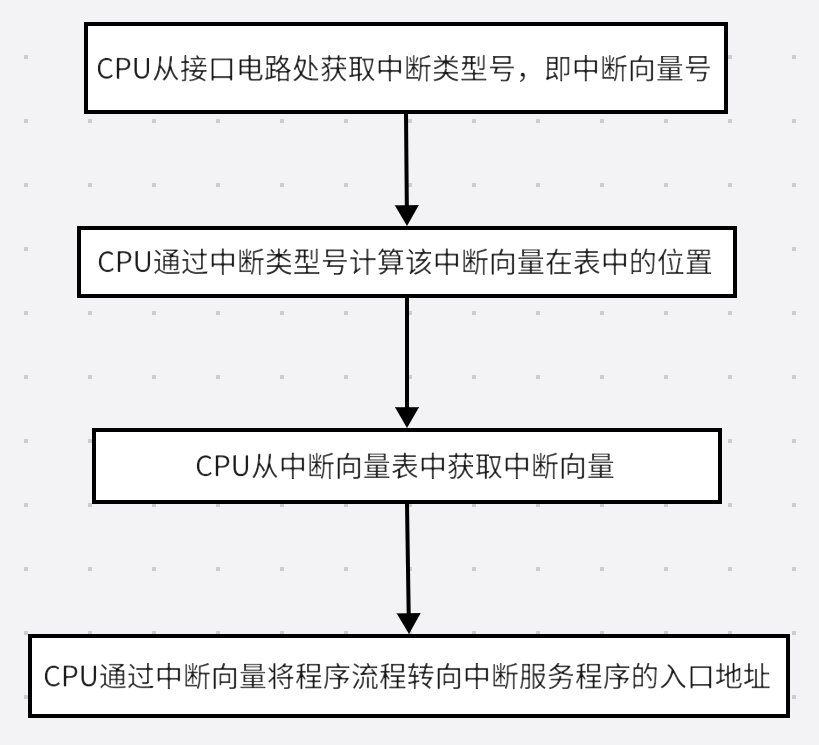 CPU从接口电路处获取中断类型号，即中断向量号
CPU通过中断类型号计算该中断向量在表中的位置
CPU从中断向量表中获取中断向量
CPU通过中断向量将程序流程转向中断服务程序的入口地址